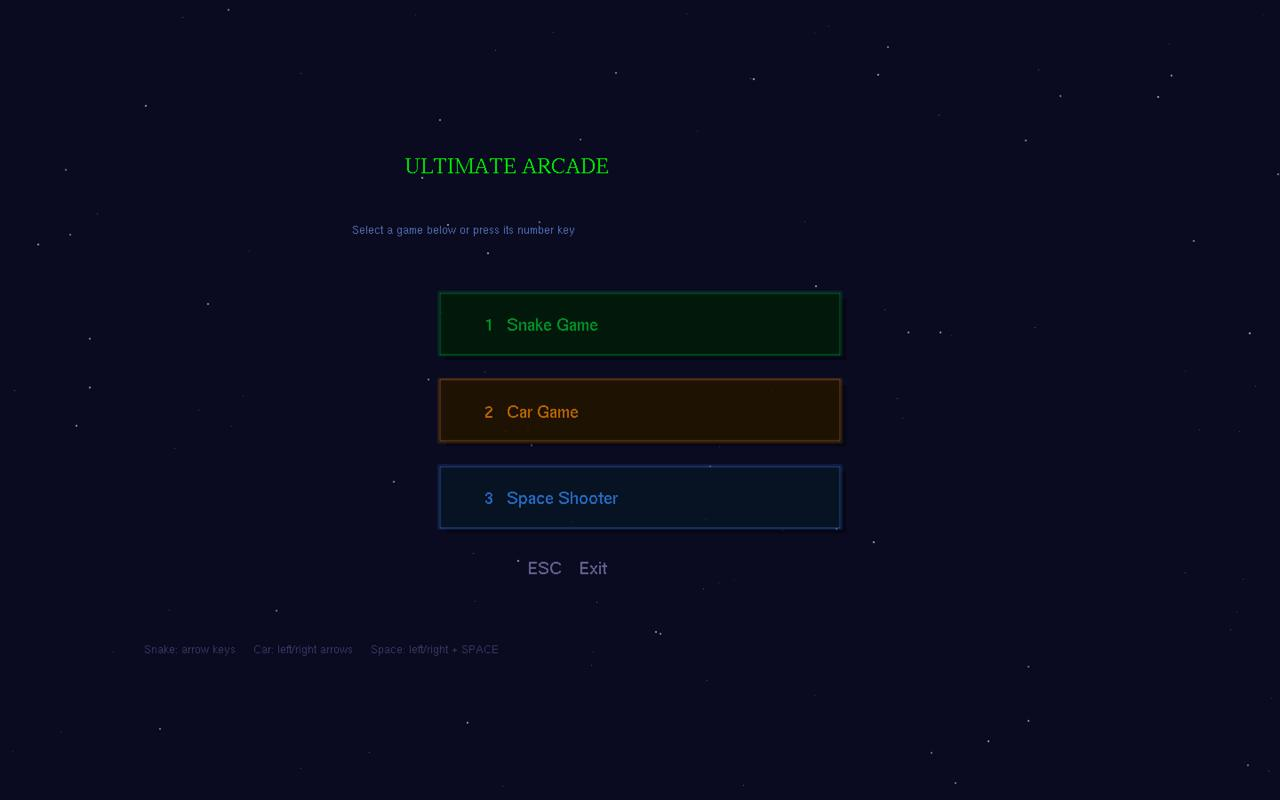 ULTIMATE ARCADE
Select a game below or press its number key
1 Snake Game
2 Car Game
3 Space Shooter
ESC Exit
Snake: arrow keys Car: left/right arrows Space: left/right + SPACE